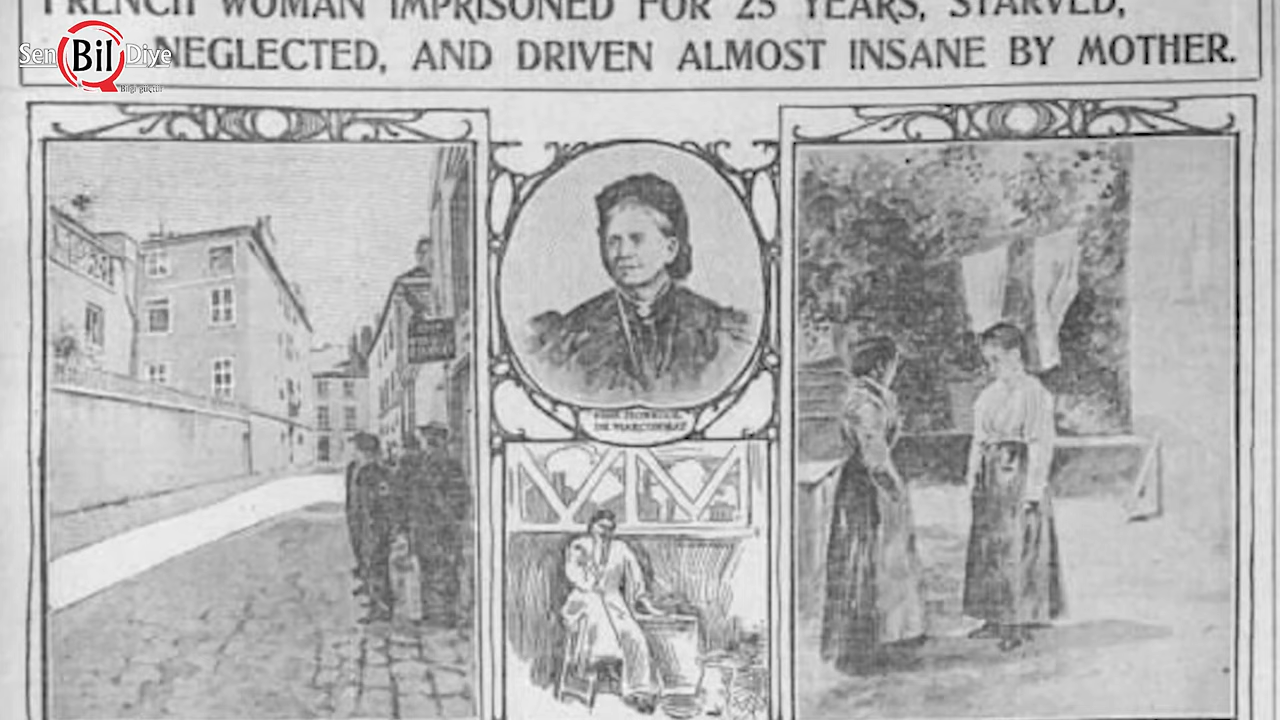 FRENCH WOMAN IMPRISONED FOR 25 YEARS, STARVED,
NEGLECTED, AND DRIVEN ALMOST INSANE BY MOTHER.
Sen Bil Diye